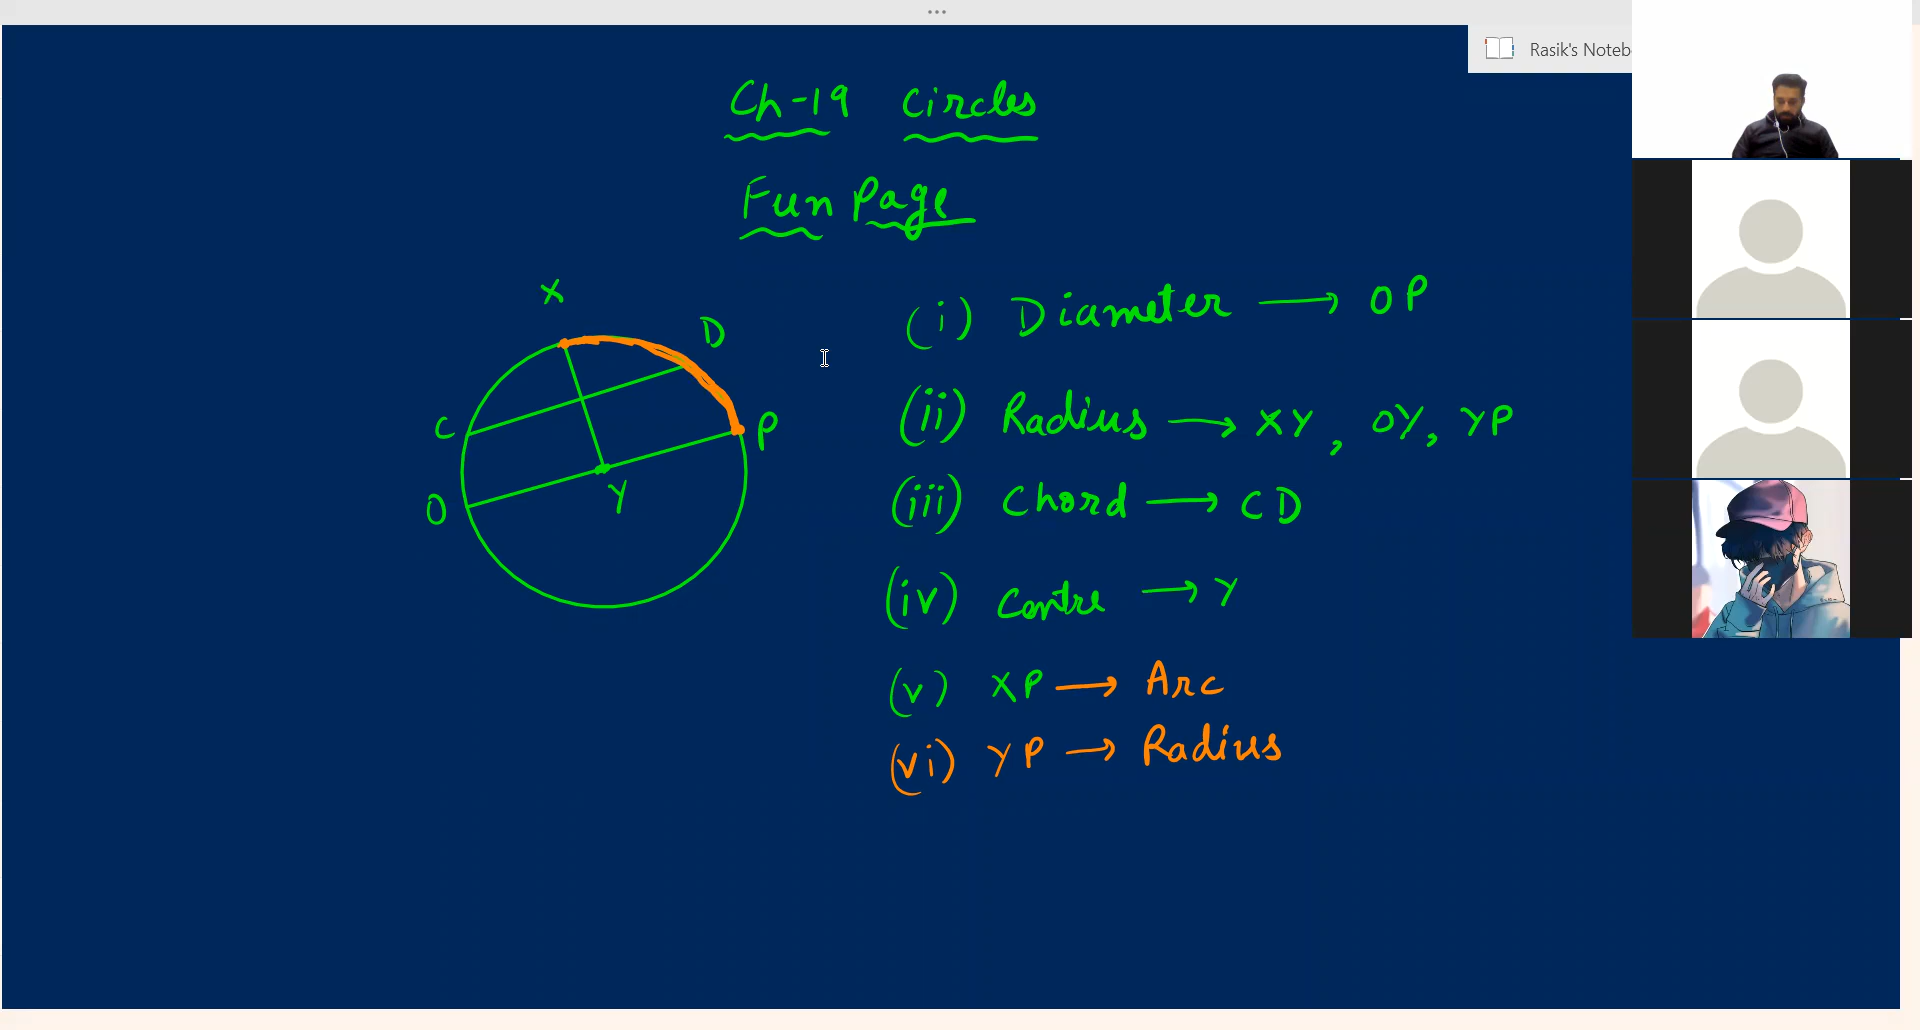 Rasik's Noteb
Ch-19 Circles
Fun Page
X
D
C
P
O
Y
(i) Diameter → OP
(ii) Radius → XY, OY, YP
(iii) Chord → CD
(iv) Centre → Y
(v) XP → Arc
(vi) YP → Radius